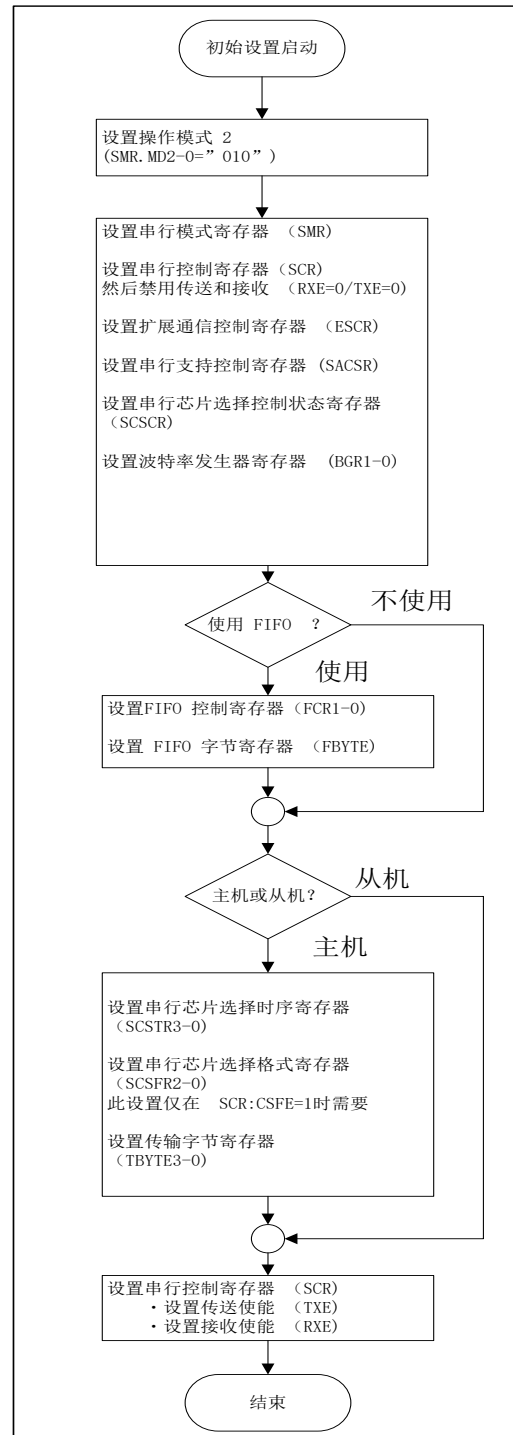 初始设置启动
设置操作模式 2
(SMR.MD2-0=”010”)
设置串行模式寄存器 （SMR)
设置串行控制寄存器（SCR)
然后禁用传送和接收 （RXE=0/TXE=0）
设置扩展通信控制寄存器 （ESCR）
设置串行支持控制寄存器 (SACSR)
设置串行芯片选择控制状态寄存器
（SCSCR)
设置波特率发生器寄存器 (BGR1-0)
使用 FIFO ？
不使用
使用
设置FIFO 控制寄存器（FCR1-0)
设置 FIFO 字节寄存器 （FBYTE）
主机或从机？
从机
主机
设置串行芯片选择时序寄存器
（SCSTR3-0)
设置串行芯片选择格式寄存器
（SCSFR2-0)
此设置仅在 SCR:CSFE=1时需要
设置传输字节寄存器
（TBYTE3-0)
设置串行控制寄存器 （SCR)
・设置传送使能 （TXE)
・设置接收使能 （RXE)
结束